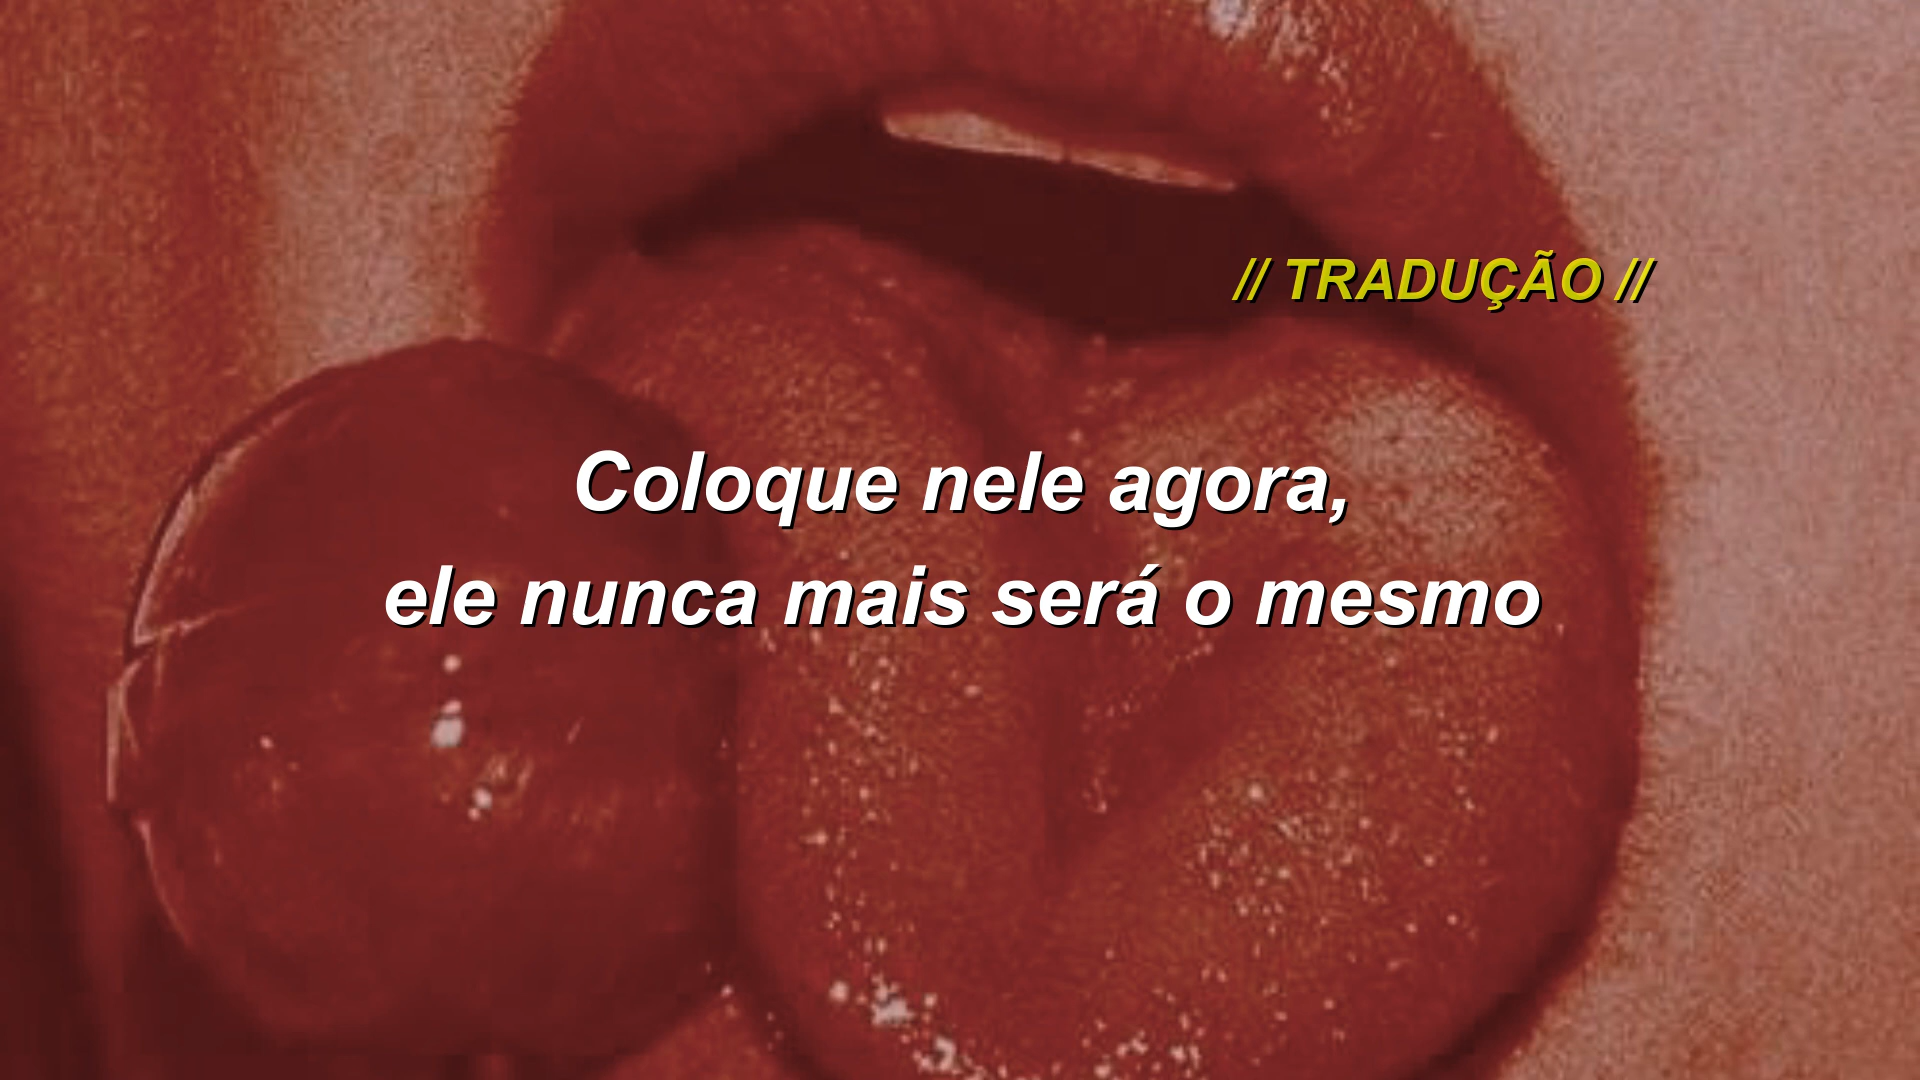 // TRADUÇÃO //
Coloque nele agora,
ele nunca mais será o mesmo